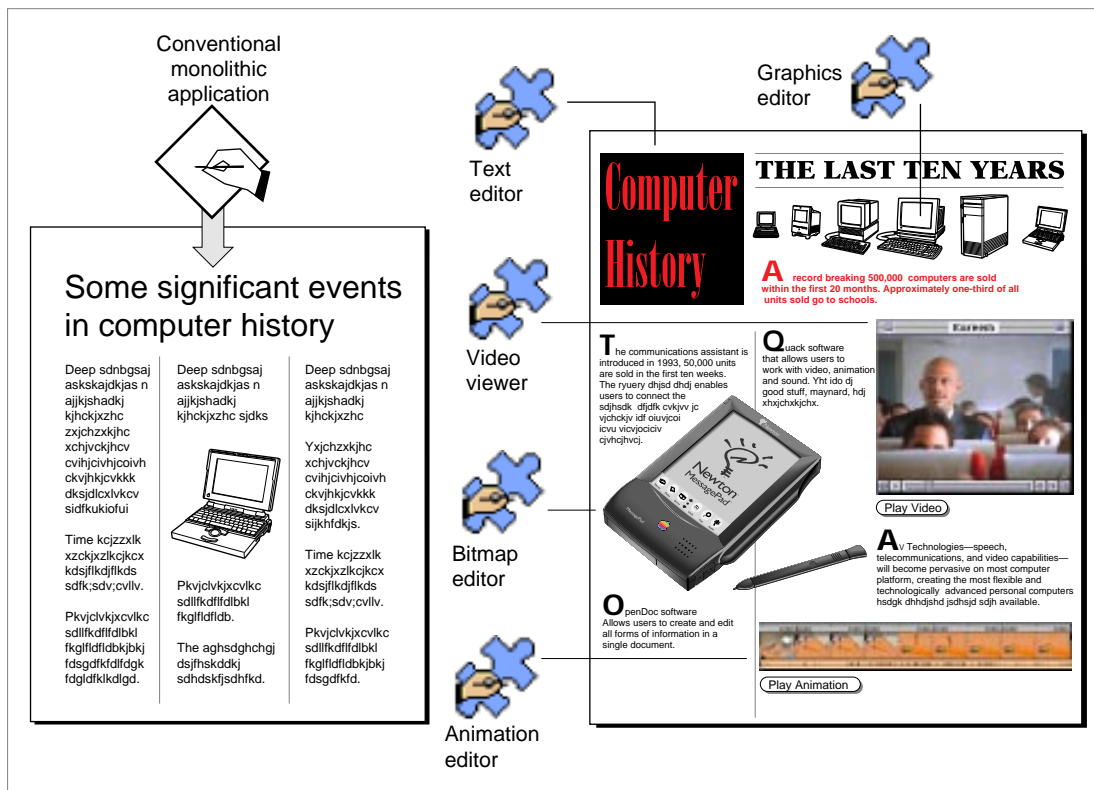 Conventional
monolithic
application
Some significant events
in computer history
Deep sdnbgsaj
askskajdkjas n
ajjkjshadkj
kjhckjxzhc
zxjchzxkjhc
xchjvckjhcv
cvihjcivhjcoivh
ckvjhkjcvkkk
dksjdlcxlvkcv
sidfkukiofui
Time kcjzzxlk
xzckjxzlkcjkcx
kdsjflkdjflkds
sdfk;sdv;cvllv.
Pkvjclvkjxcvlkc
sdllfkdflfdlbkl
fkglfldfldbkjbkj
fdsgdfkfdlfdgk
fdgldfklkdlgd.
Deep sdnbgsaj
askskajdkjas n
ajjkjshadkj
kjhckjxzhc sjdks
Pkvjclvkjxcvlkc
sdllfkdflfdlbkl
fkglfldfldb.
The aghsdghchgj
dsjfhskddkj
sdhdskfjsdhfkd.
Deep sdnbgsaj
askskajdkjas n
ajjkjshadkj
kjhckjxzhc
Yxjchzxkjhc
xchjvckjhcv
cvihjcivhjcoivh
ckvjhkjcvkkk
dksjdlcxlvkcv
sijkhfdkjs.
Time kcjzzxlk
xzckjxzlkcjkcx
kdsjflkdjflkds
sdfk;sdv;cvllv.
Pkvjclvkjxcvlkc
sdllfkdflfdlbkl
fkglfldfldbkjbkj
fdsgdfkfd.
Text
editor
Video
viewer
Bitmap
editor
Animation
editor
Graphics
editor
Computer
History
THE LAST TEN YEARS
A record breaking 500,000 computers are sold
within the first 20 months. Approximately one-third of all
units sold go to schools.
The communications assistant is
introduced in 1993, 50,000 units
are sold in the first ten weeks.
The ryuery dhjsd dhdj enables
users to connect the
sdjhsdk dfjdfk cvkjvv jc
vjchckjv idf oiuvjcoi
icvu vicvjociciv
cjvhcjhvcj.
Newton
MessagePad
MessagePad
OpenDoc software
Allows users to create and edit
all forms of information in a
single document.
Quack software
that allows users to
work with video, animation
and sound. Yht ido dj
good stuff, maynard, hdj
xhxjchxkjchx.
Kareem
Play Video
AV Technologies—speech,
telecommunications, and video capabilities—
will become pervasive on most computer
platform, creating the most flexible and
technologically advanced personal computers
hsdgk dhhdjshd jsdhsjd sdjh available.
Play Animation